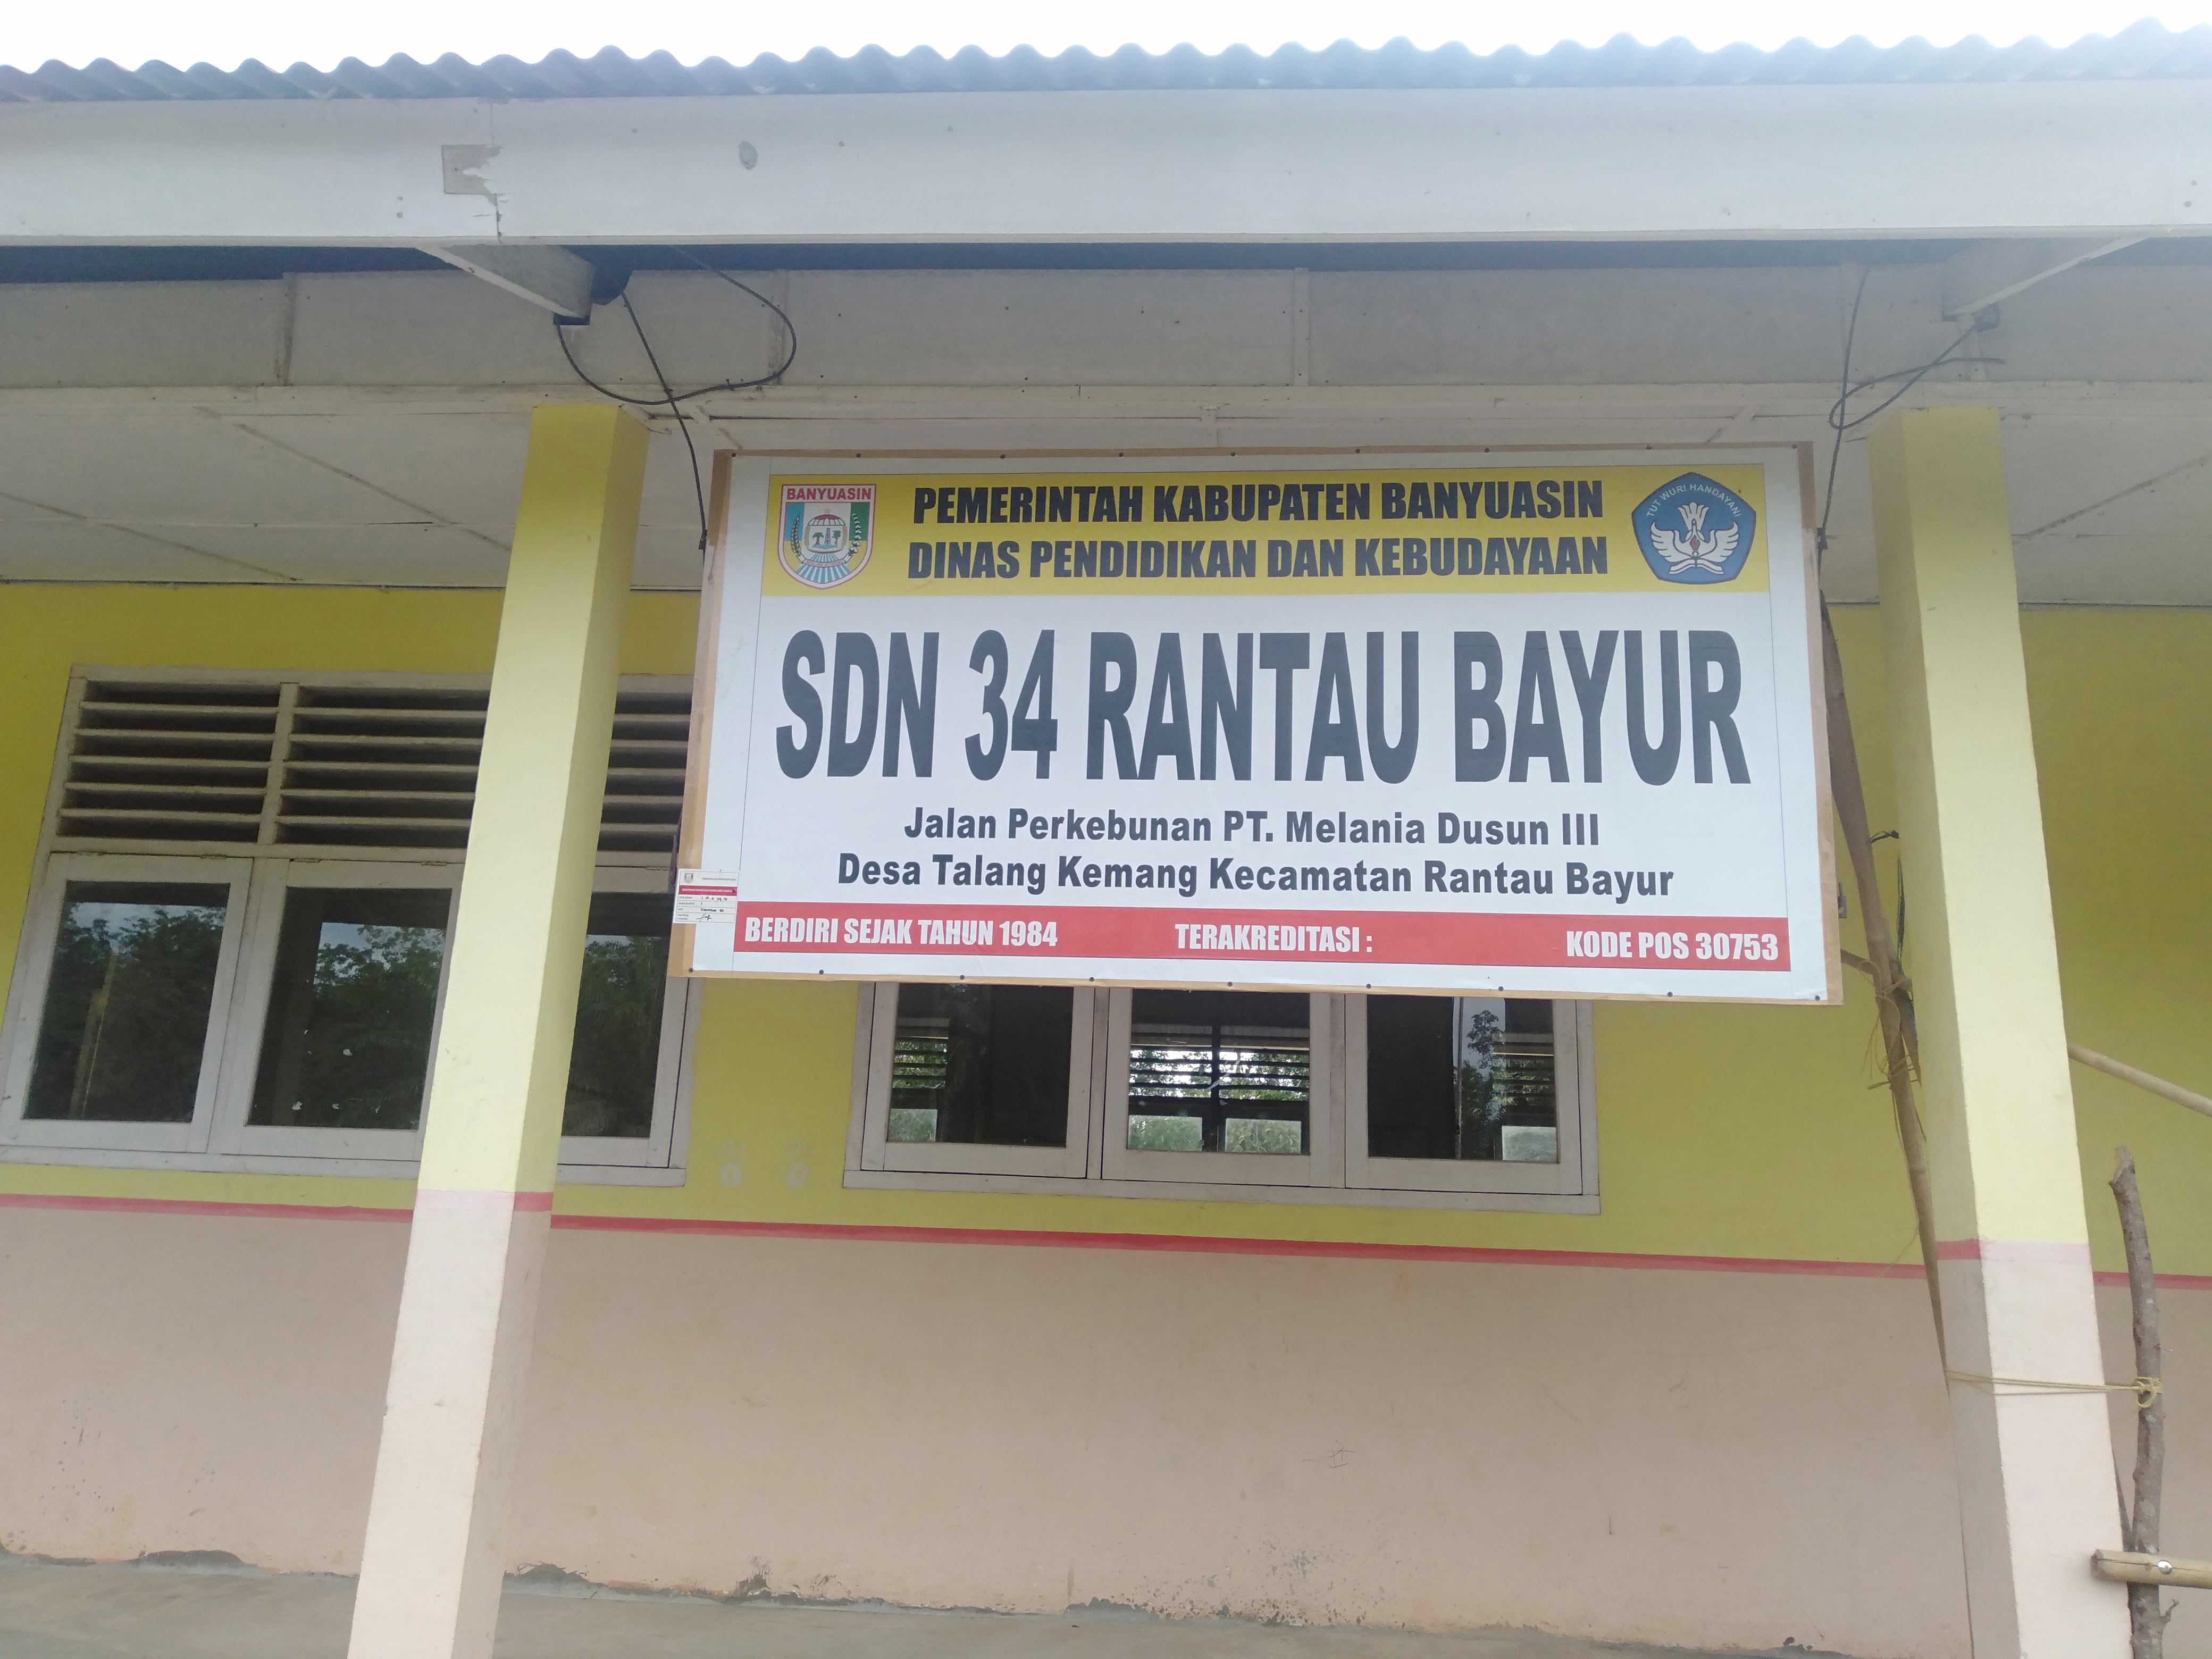 BANYUASIN
PEMERINTAH KABUPATEN BANYUASIN
DINAS PENDIDIKAN DAN KEBUDAYAAN
TUT WURI HANDAYANI
SDN 34 RANTAU BAYUR
Jalan Perkebunan PT. Melania Dusun III
Desa Talang Kemang Kecamatan Rantau Bayur
BERDIRI SEJAK TAHUN 1984 TERAKREDITASI : KODE POS 30753